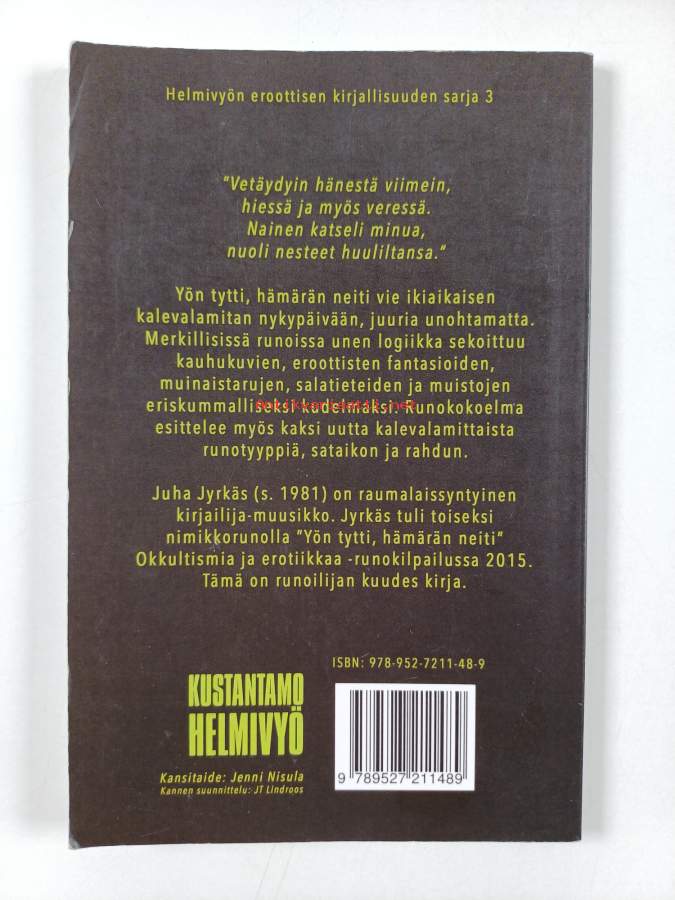 Helmivyön eroottisen kirjallisuuden sarja 3
"Vetäydyin hänestä viimein,
hiessä ja myös veressä.
Nainen katseli minua,
nuoli nesteet huuliltansa."
Yön tytti, hämärän neiti vie ikiaikaisen
kalevalamitan nykypäivään, juuria unohtamatta.
Merkillisissä runoissa unen logiikka sekoittuu
kauhukuvien, eroottisten fantasioiden,
muinaistarujen, salatieteiden ja muistojen
eriskummalliseksi kudelmaksi. Runokokoelma
esittelee myös kaksi uutta kalevalamittaista
runotyyppiä, sataikon ja rahdun.
Juha Jyrkäs (s. 1981) on raumalaissyntyinen
kirjailija-muusikko. Jyrkäs tuli toiseksi
nimikkorunolla "Yön tytti, hämärän neiti"
Okkultismia ja erotiikkaa -runokilpailussa 2015.
Tämä on runoilijan kuudes kirja.
ISBN: 978-952-7211-48-9
KUSTANTAMO
HELMIVYÖ
9 789527 211489
Kansitaide: Jenni Nisula
Kannen suunnittelu: JT Lindroos